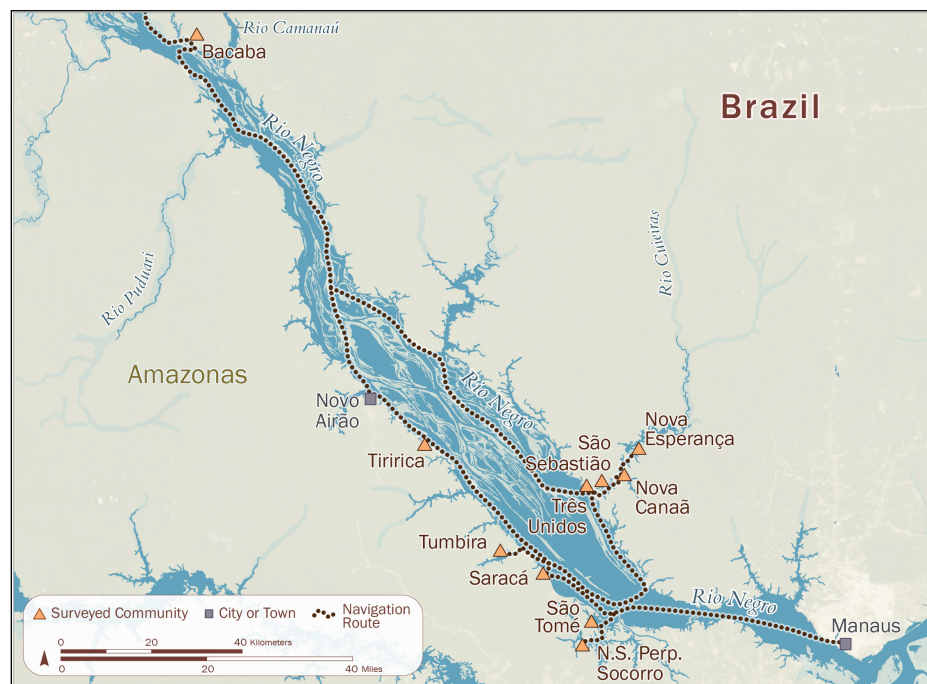 Rio Camanaú
Bacaba
Brazil
Rio Negro
Rio Cuieiras
Rio Puduari
Amazonas
Rio Negro
Novo
Airão
Nova
Esperança
São
Sebastião
Tiririca
Nova
Canaã
Três
Unidos
Tumbira
Saracá
Rio Negro
São
Tomé
Manaus
N.S. Perp.
Socorro
Surveyed Community
City or Town
Navigation
Route
0 20 40 Kilometers
0 20 40 Miles